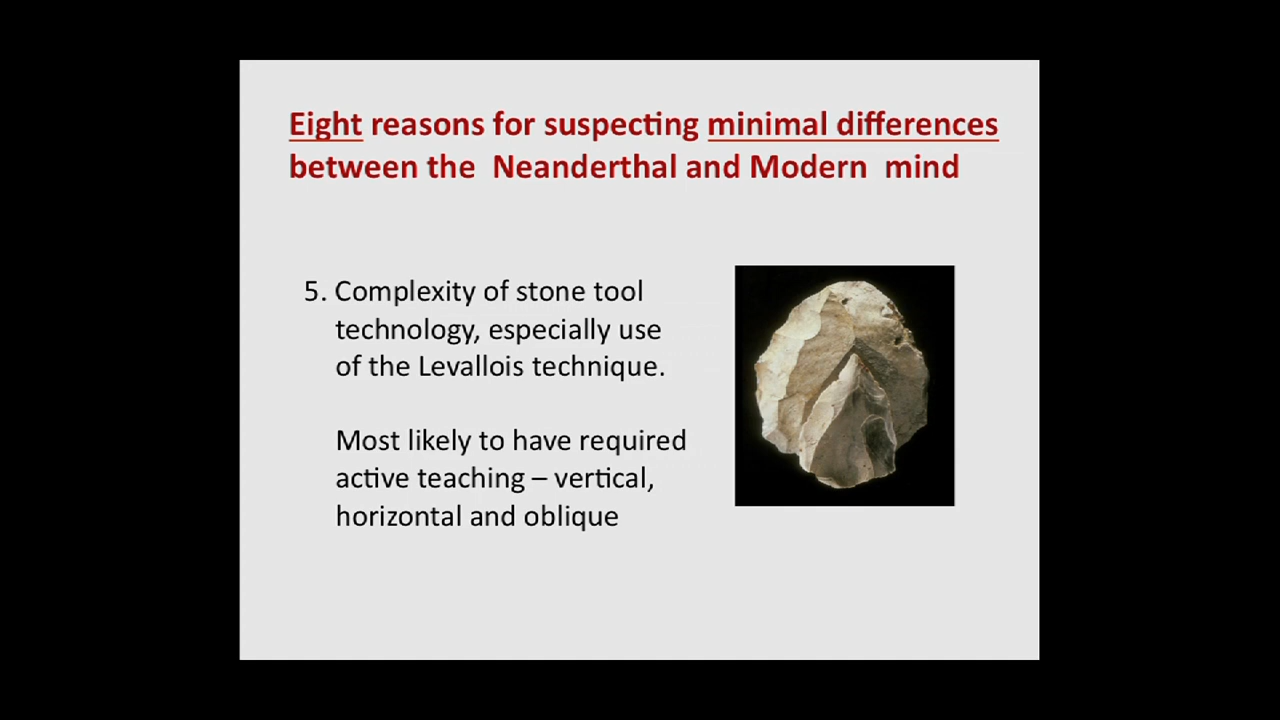 Eight reasons for suspecting minimal differences
between the Neanderthal and Modern mind
5. Complexity of stone tool
technology, especially use
of the Levallois technique.
Most likely to have required
active teaching – vertical,
horizontal and oblique